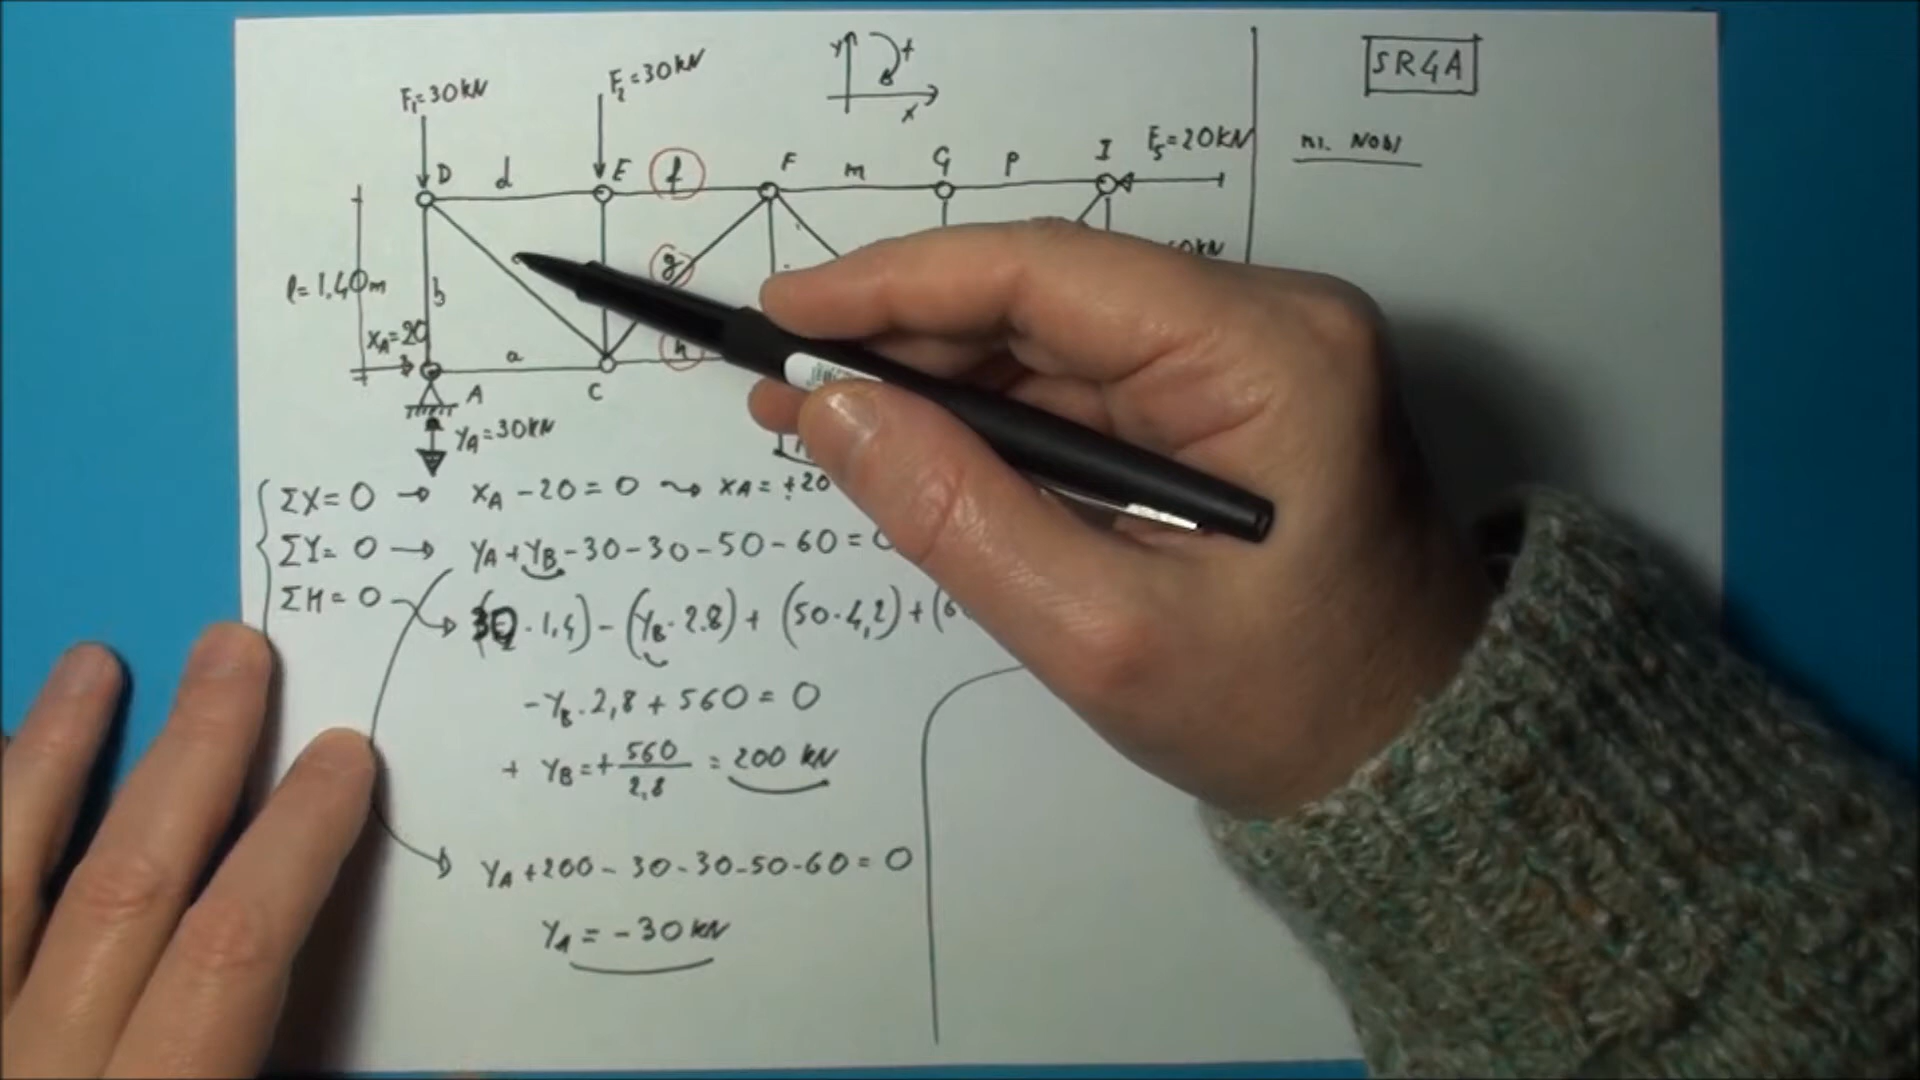 SR4A
m. NODI
Y
+
X
F₁=30kN
F₂=30kN
D
d
E
f
F
m
G
p
I
F₅=20kN
l=1.40m
b
g
0kN
XA=20
a
h
A
C
YA=30kN
ΣX=0 → XA-20=0 ⤳ XA=+20
ΣY=0 → YA+YB-30-30-50-60=0
ΣM=0 → (30·1,4)-(YB·2.8)+(50·4,2)+(6
-YB·2,8+560=0
+ YB=+560/2,8=200 kN
YA+200-30-30-50-60=0
YA=-30kN